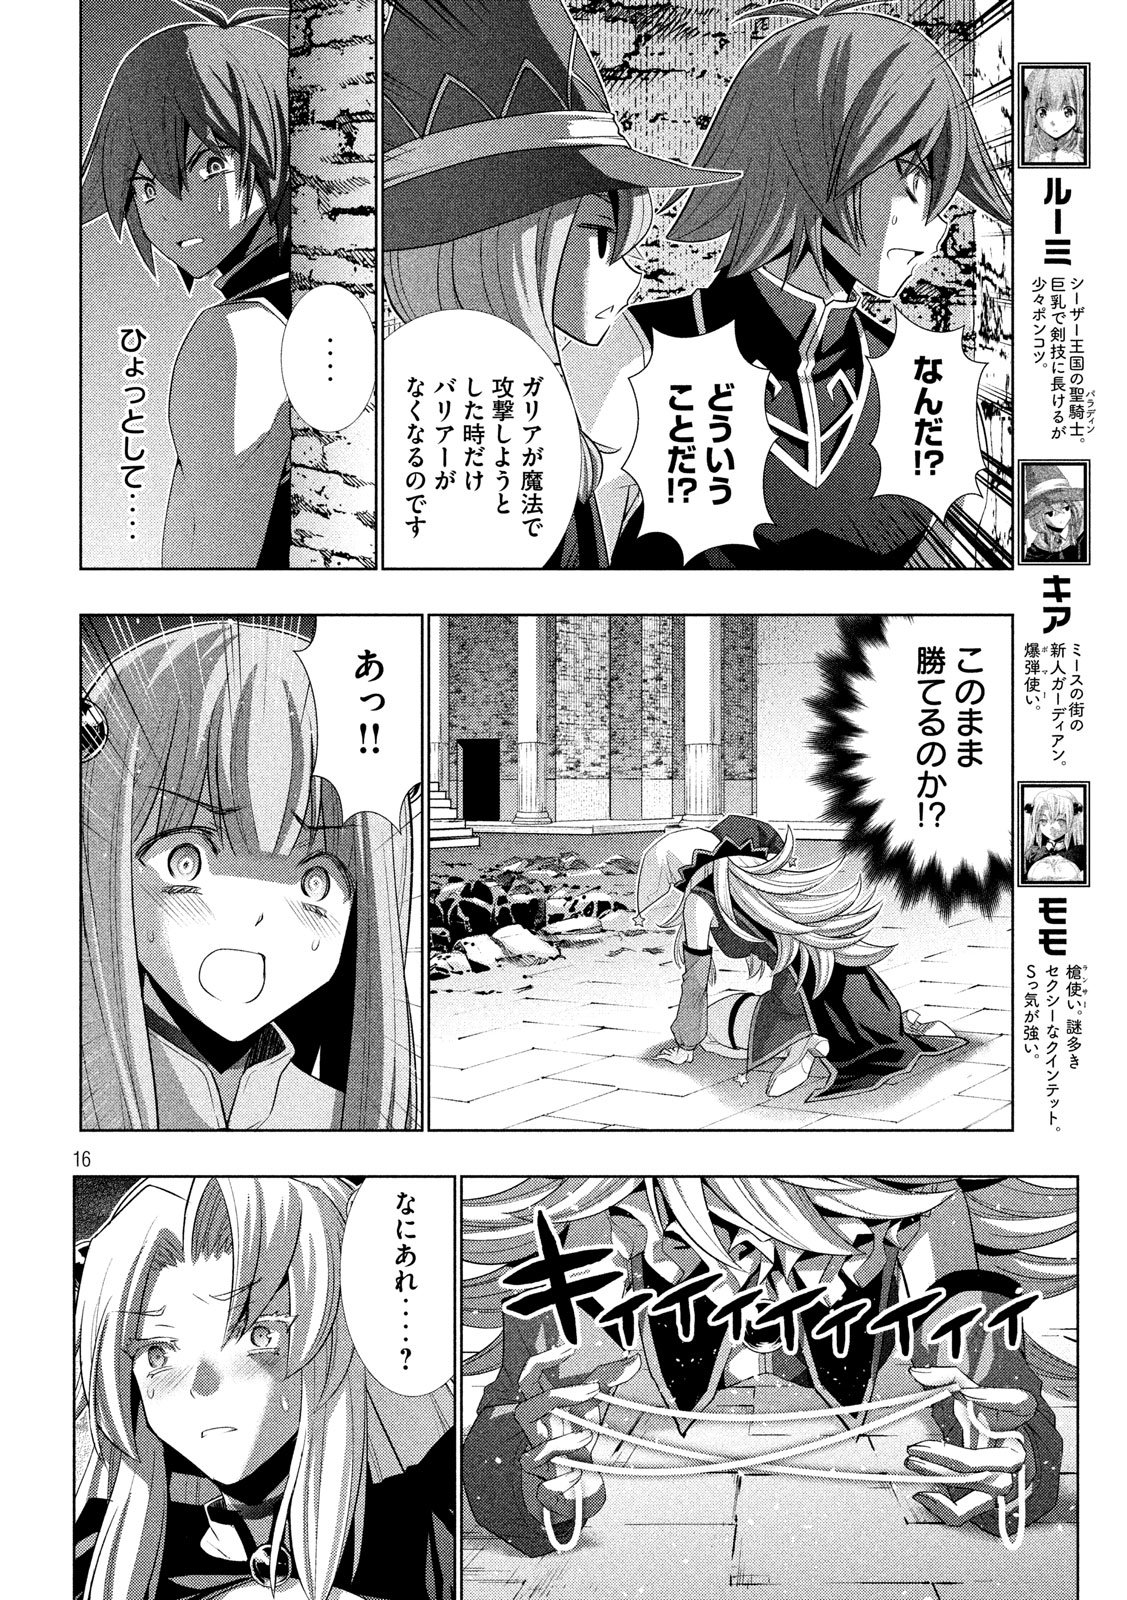 なんだ!?
どういう
ことだ!?
ガリアが魔法で
攻撃しようと
した時だけ
バリアーが
なくなるのです
・・・・
ひょっとして・・・・
このまま
勝てるのか!?
あっ!!
キィィィィィィィィ
なにあれ・・・・?
16
ルーミ
シーザー王国の聖騎士。
パラディン
巨乳で剣技に長けるが
少々ポンコツ。
キア
ミースの街の
新人ガーディアン。
爆弾使い。
ボマー
モモ
槍使い。謎多き
ランサー
セクシーなクインテット。
Sっ気が強い。